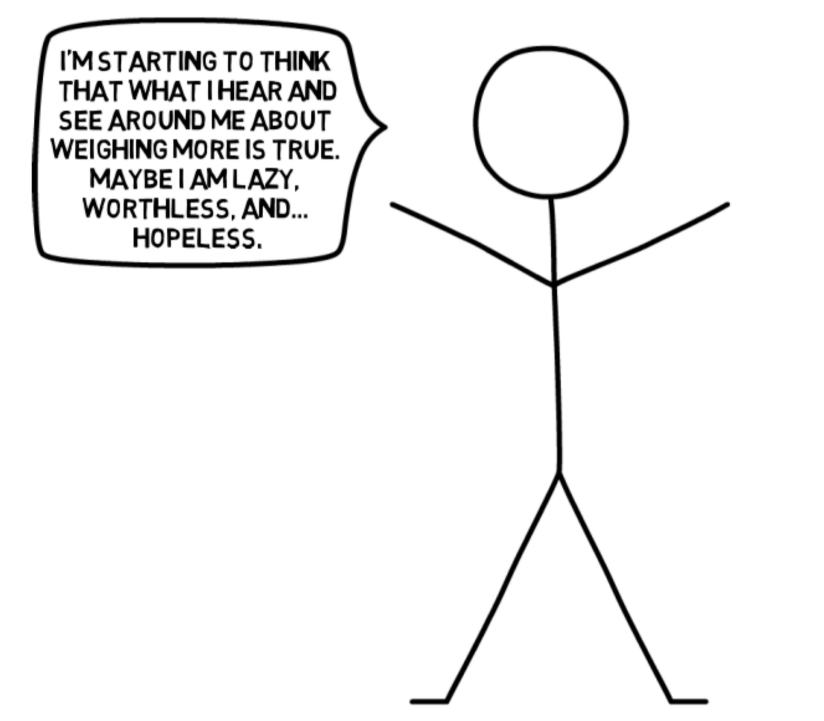 I'M STARTING TO THINK
THAT WHAT I HEAR AND
SEE AROUND ME ABOUT
WEIGHING MORE IS TRUE.
MAYBE I AM LAZY,
WORTHLESS, AND...
HOPELESS.